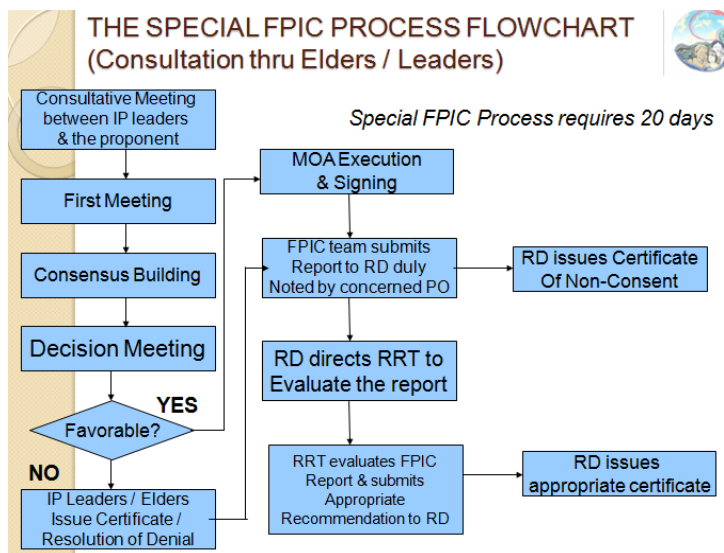 THE SPECIAL FPIC PROCESS FLOWCHART
(Consultation thru Elders / Leaders)
Special FPIC Process requires 20 days
Consultative Meeting
between IP leaders
& the proponent
First Meeting
Consensus Building
Decision Meeting
Favorable?
YES
NO
IP Leaders / Elders
Issue Certificate /
Resolution of Denial
MOA Execution
& Signing
FPIC team submits
Report to RD duly
Noted by concerned PO
RD issues Certificate
Of Non-Consent
RD directs RRT to
Evaluate the report
RRT evaluates FPIC
Report & submits
Appropriate
Recommendation to RD
RD issues
appropriate certificate